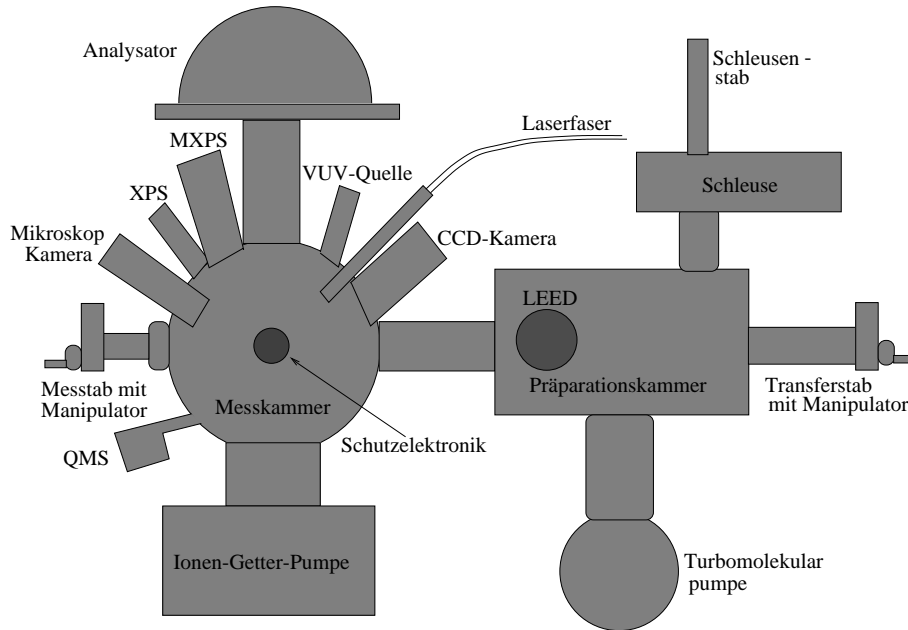 Analysator
Schleusen -
stab
Laserfaser
MXPS
VUV-Quelle
XPS
Schleuse
Mikroskop
Kamera
CCD-Kamera
LEED
Messtab mit
Manipulator
Messkammer
Präparationskammer
Transferstab
mit Manipulator
Schutzelektronik
QMS
Ionen-Getter-Pumpe
Turbomolekular
pumpe